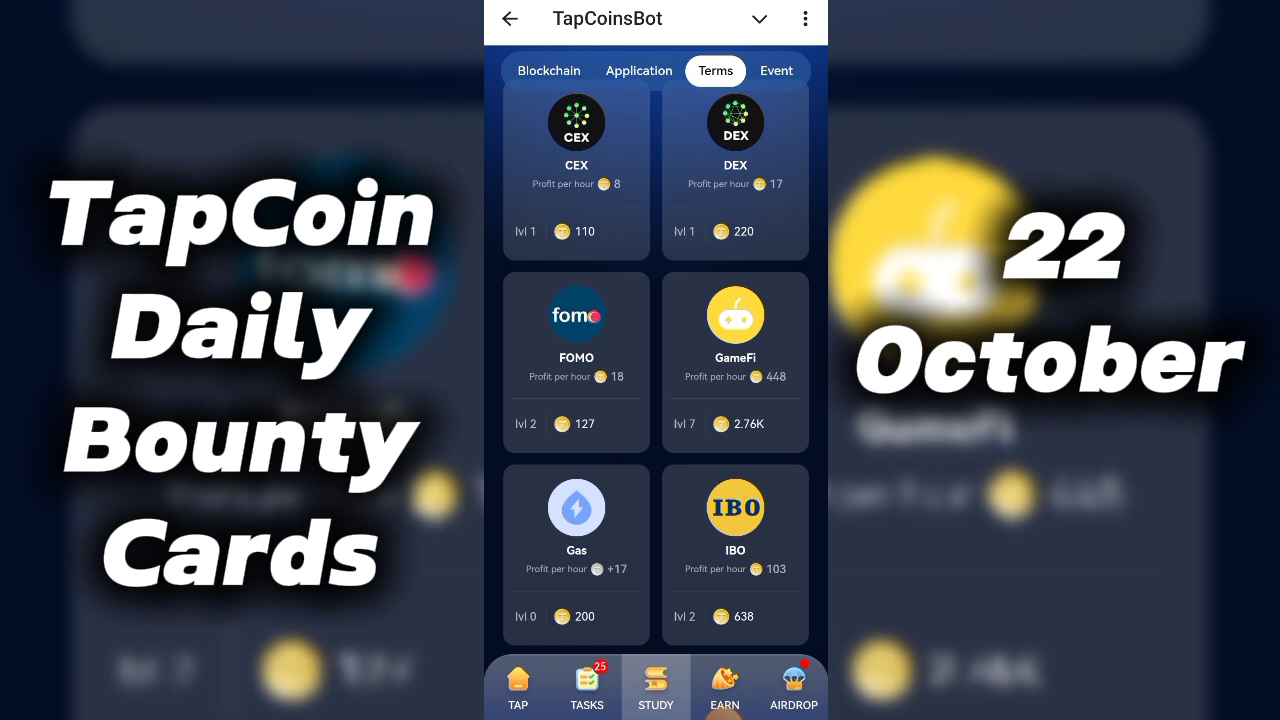 TapCoinsBot
Blockchain Application Terms Event
CEX
CEX
Profit per hour 8
lvl 1 110
DEX
DEX
Profit per hour 17
lvl 1 220
fomo
FOMO
Profit per hour 18
lvl 2 127
GameFi
Profit per hour 448
lvl 7 2.76K
Gas
Profit per hour +17
lvl 0 200
IBO
IBO
Profit per hour 103
lvl 2 638
TAP
25
TASKS
STUDY
EARN
AIRDROP
TapCoin
Daily
Bounty
Cards
22
October
GameFi